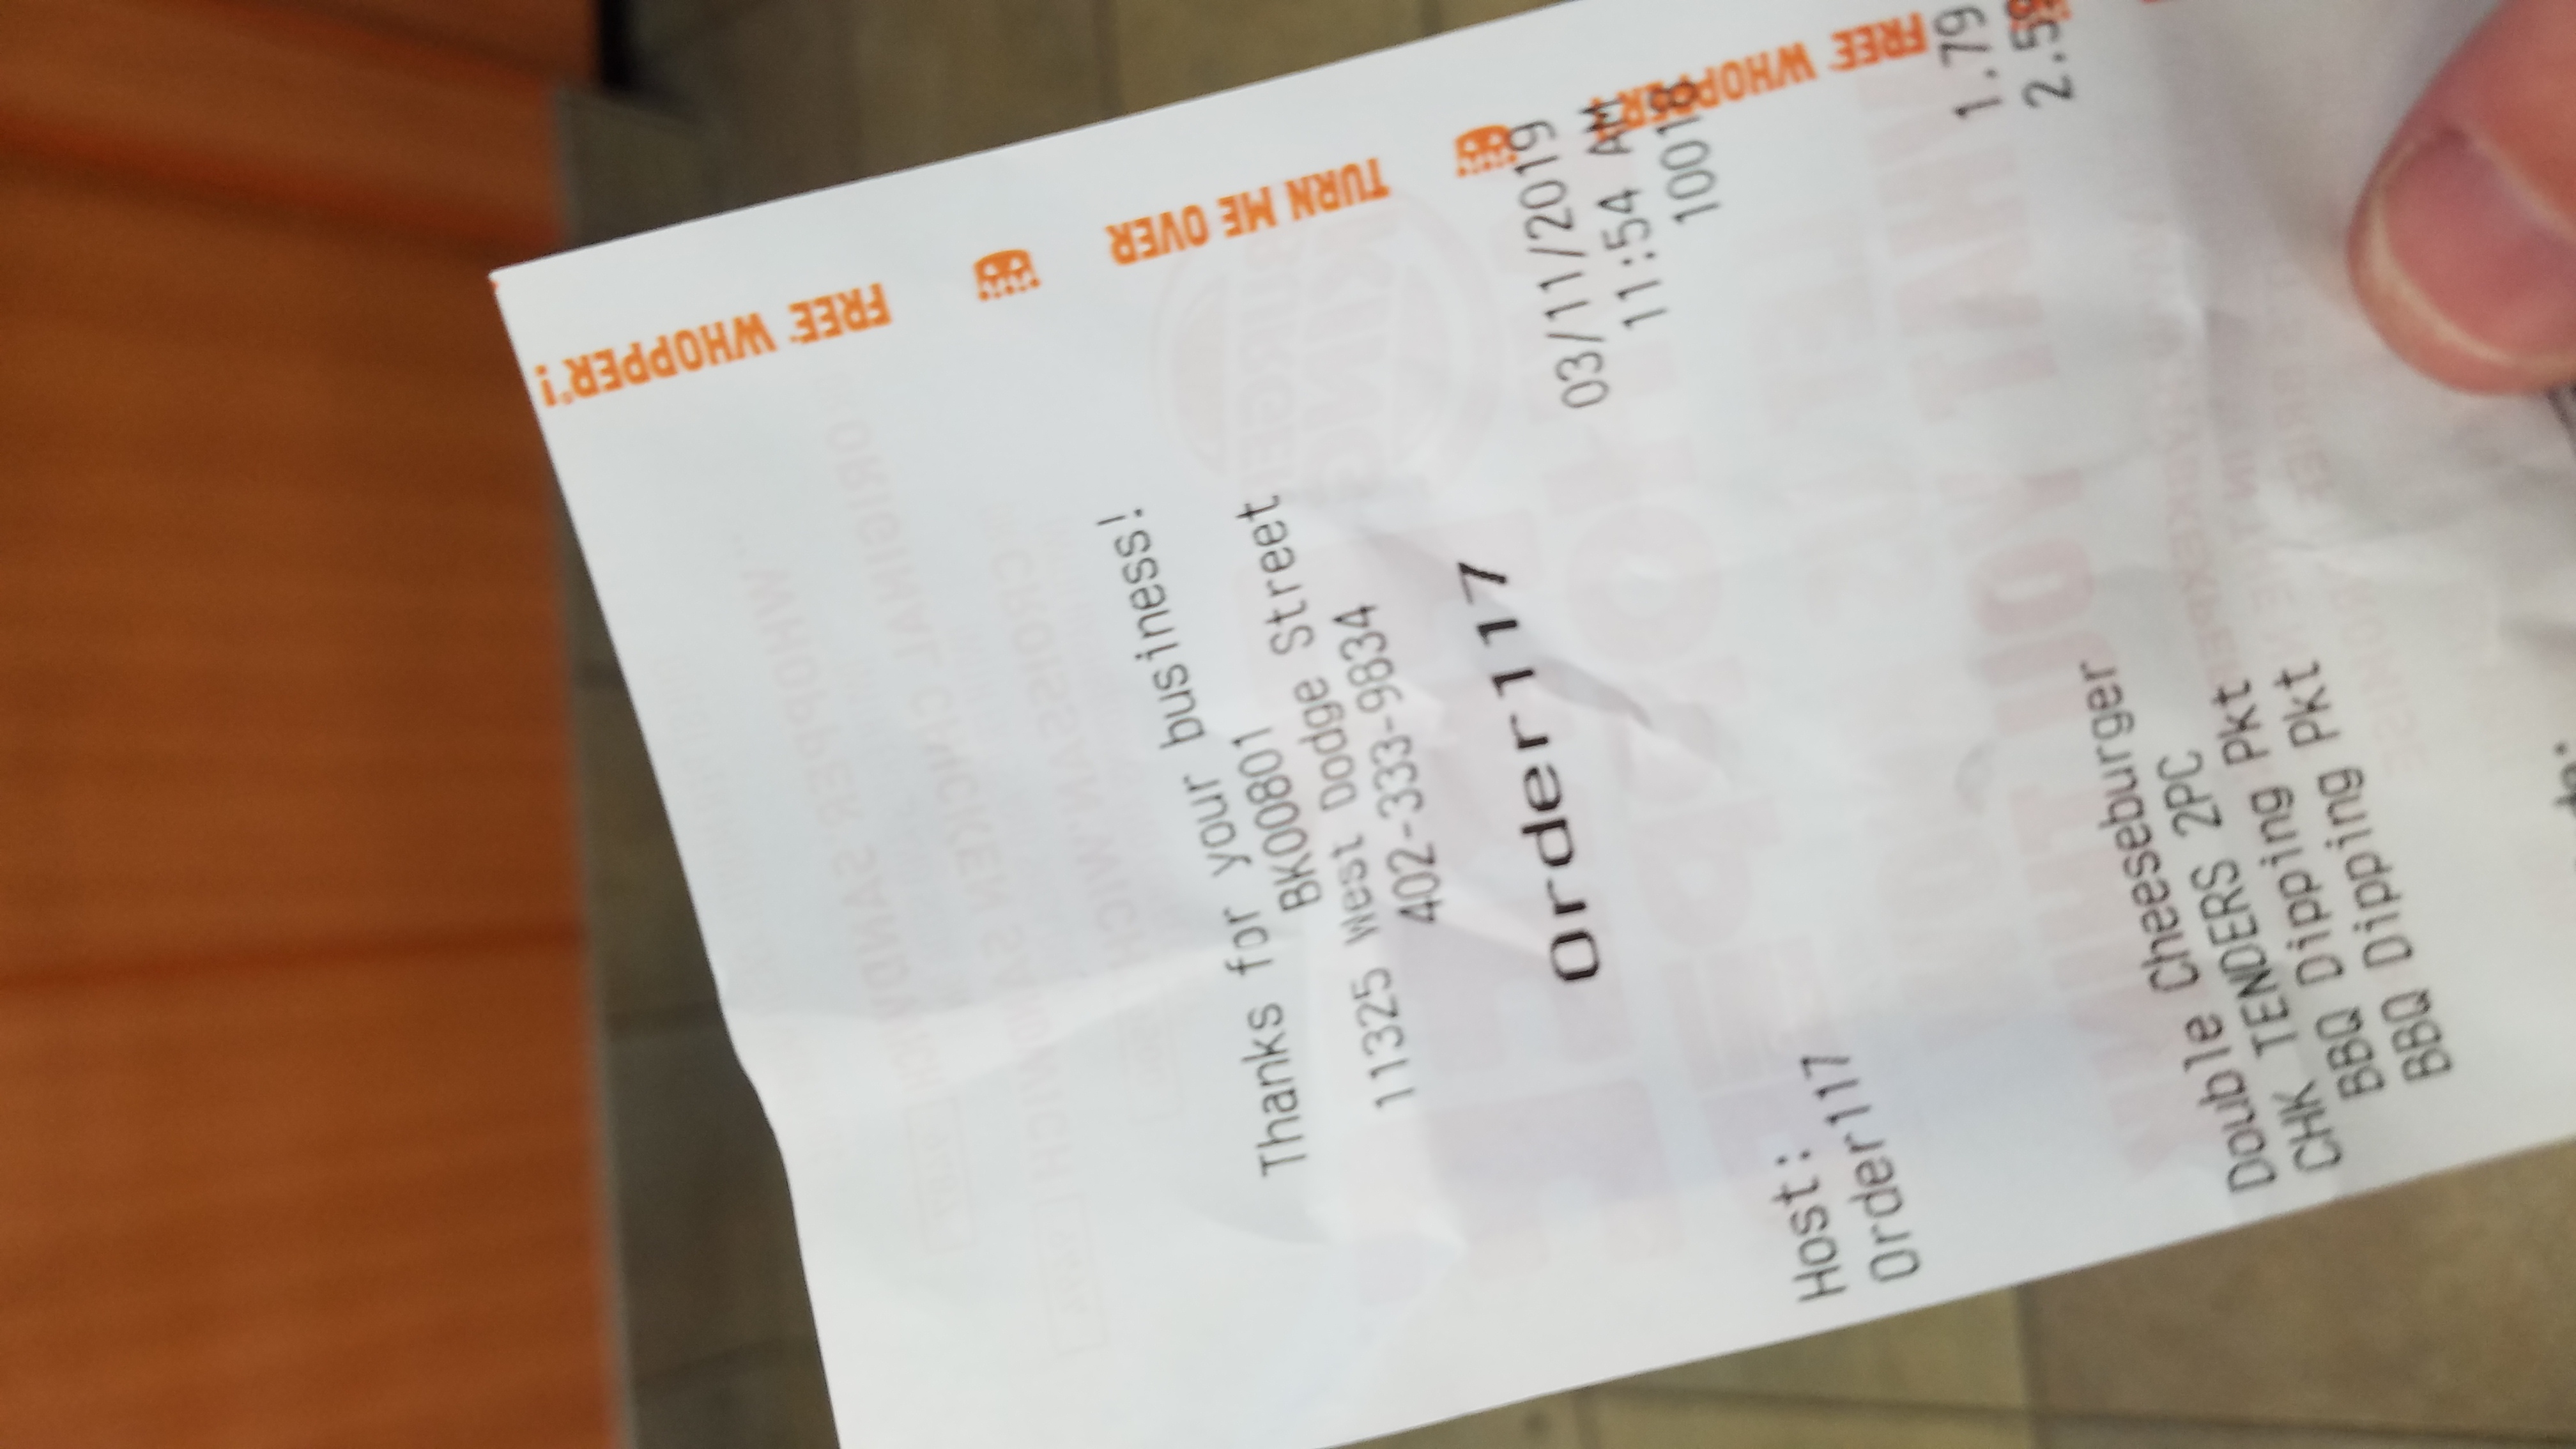 FREE WHOPPER! TURN ME OVER FREE WHOPPER!
Thanks for your business!
BK00801
11325 West Dodge Street
402-333-9834
Order117
Host: 03/11/2019
Order117 11:54 AM
10018
Double Cheeseburger 1.79
CHK TENDERS 2PC
BBQ Dipping Pkt
BBQ Dipping Pkt